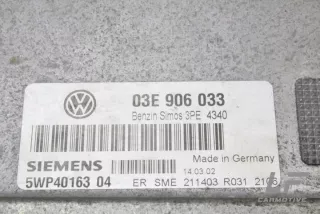 03E 906 033
Benzin Simos 3PE 4340
Made in Germany
SIEMENS
14.03.02
5WP40163 04
ER SME 211403 R031
CARMOTIVE